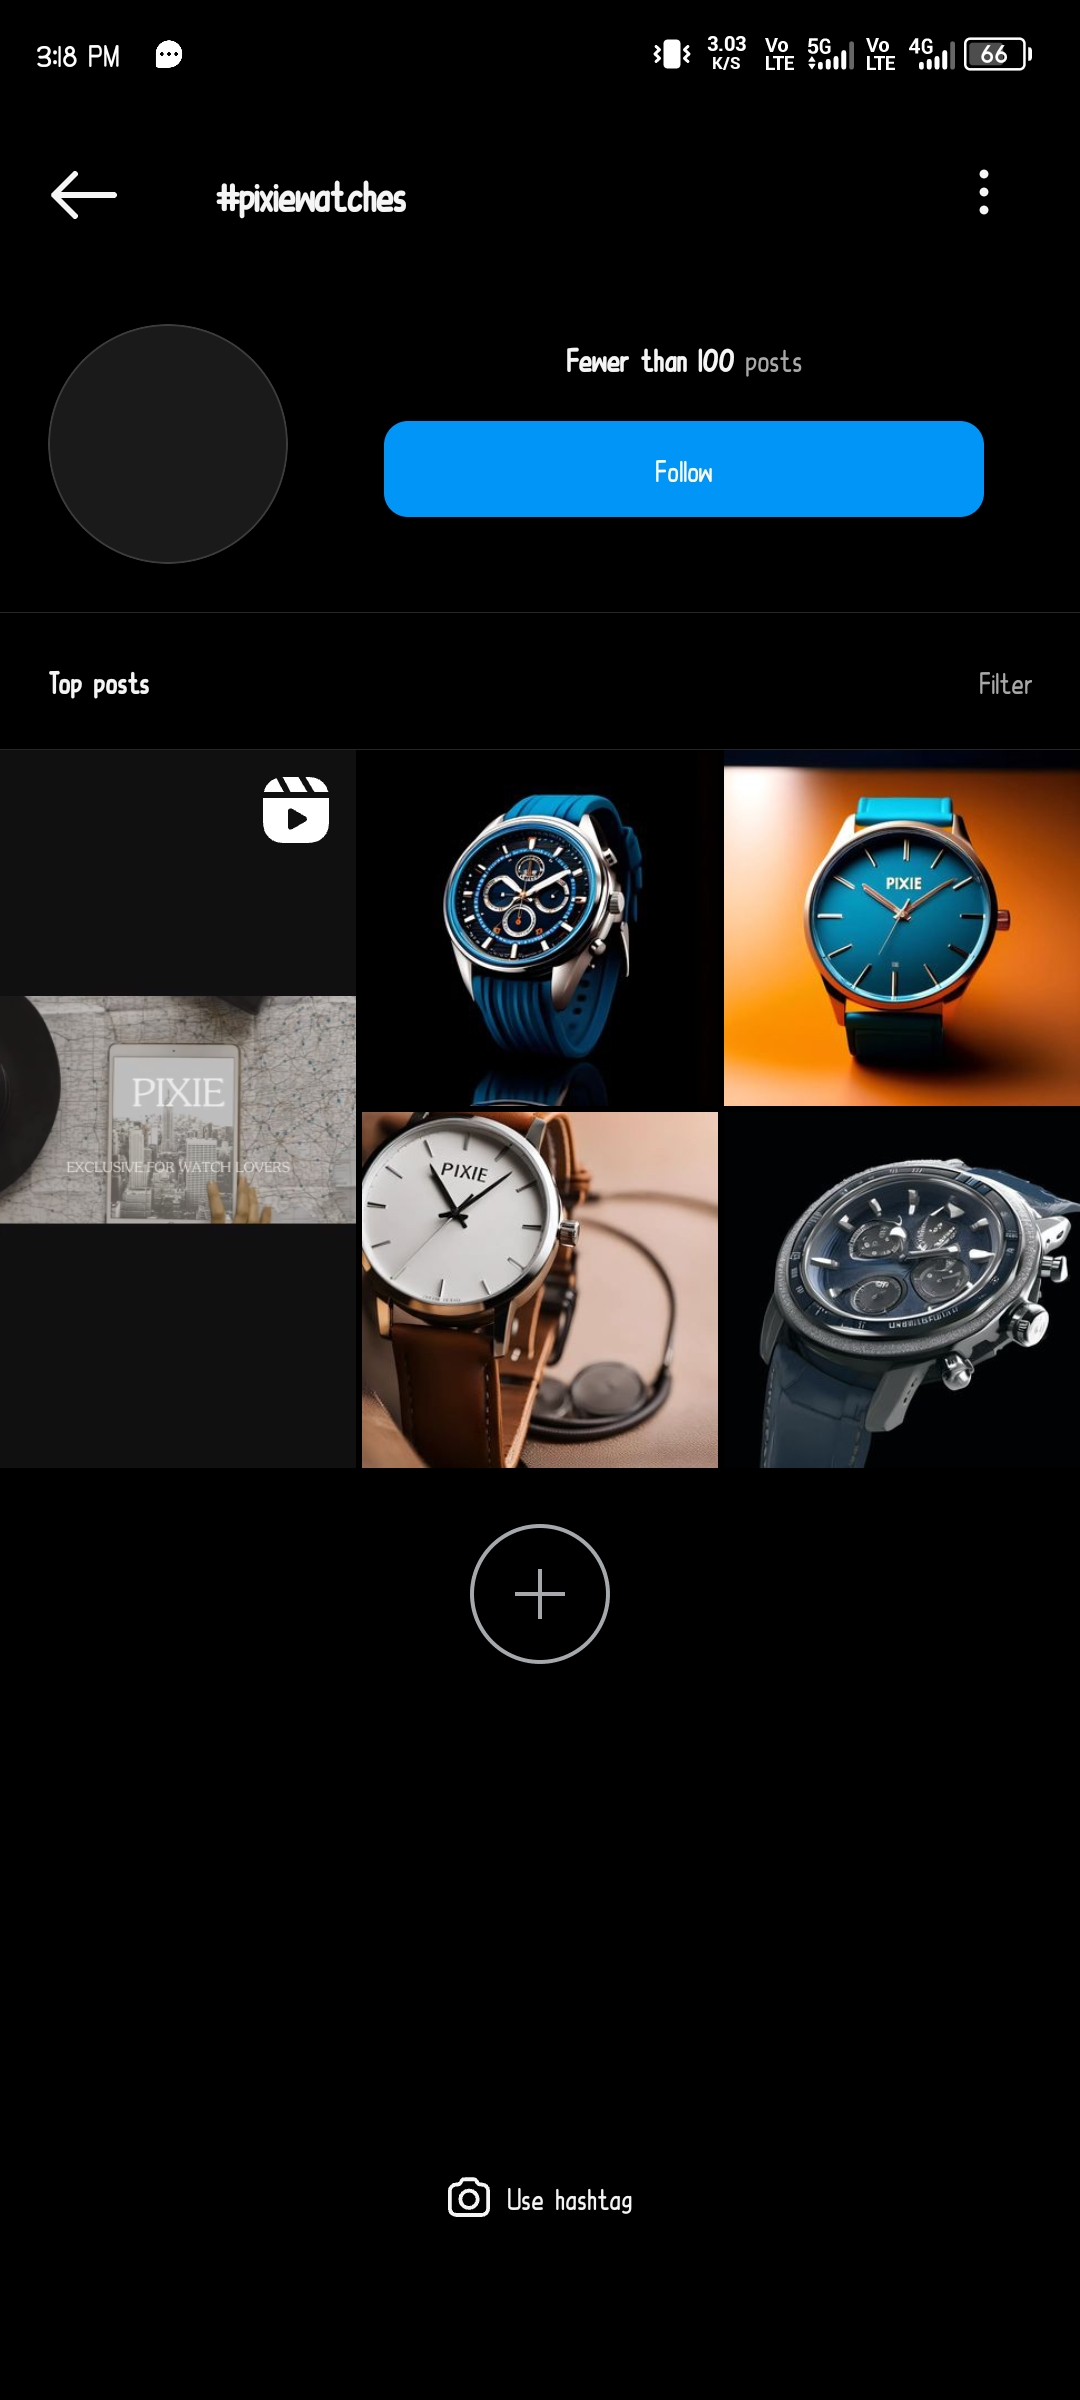 3:18 PM
3.03 K/S
Vo LTE
5G
Vo LTE
4G
66
#pixiewatches
Fewer than 100 posts
Follow
Top posts
Filter
PIXIE
PIXIE
EXCLUSIVE FOR WATCH LOVERS
PIXIE
Use hashtag